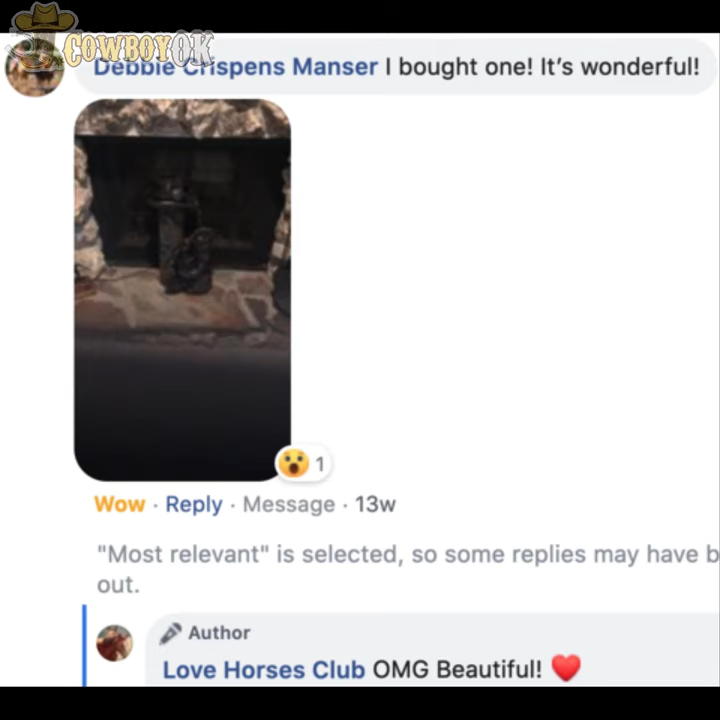 COWBOYOK
Debbie Crispens Manser I bought one! It's wonderful!
1
Wow · Reply · Message · 13w
"Most relevant" is selected, so some replies may have b
out.
Author
Love Horses Club OMG Beautiful! ❤️